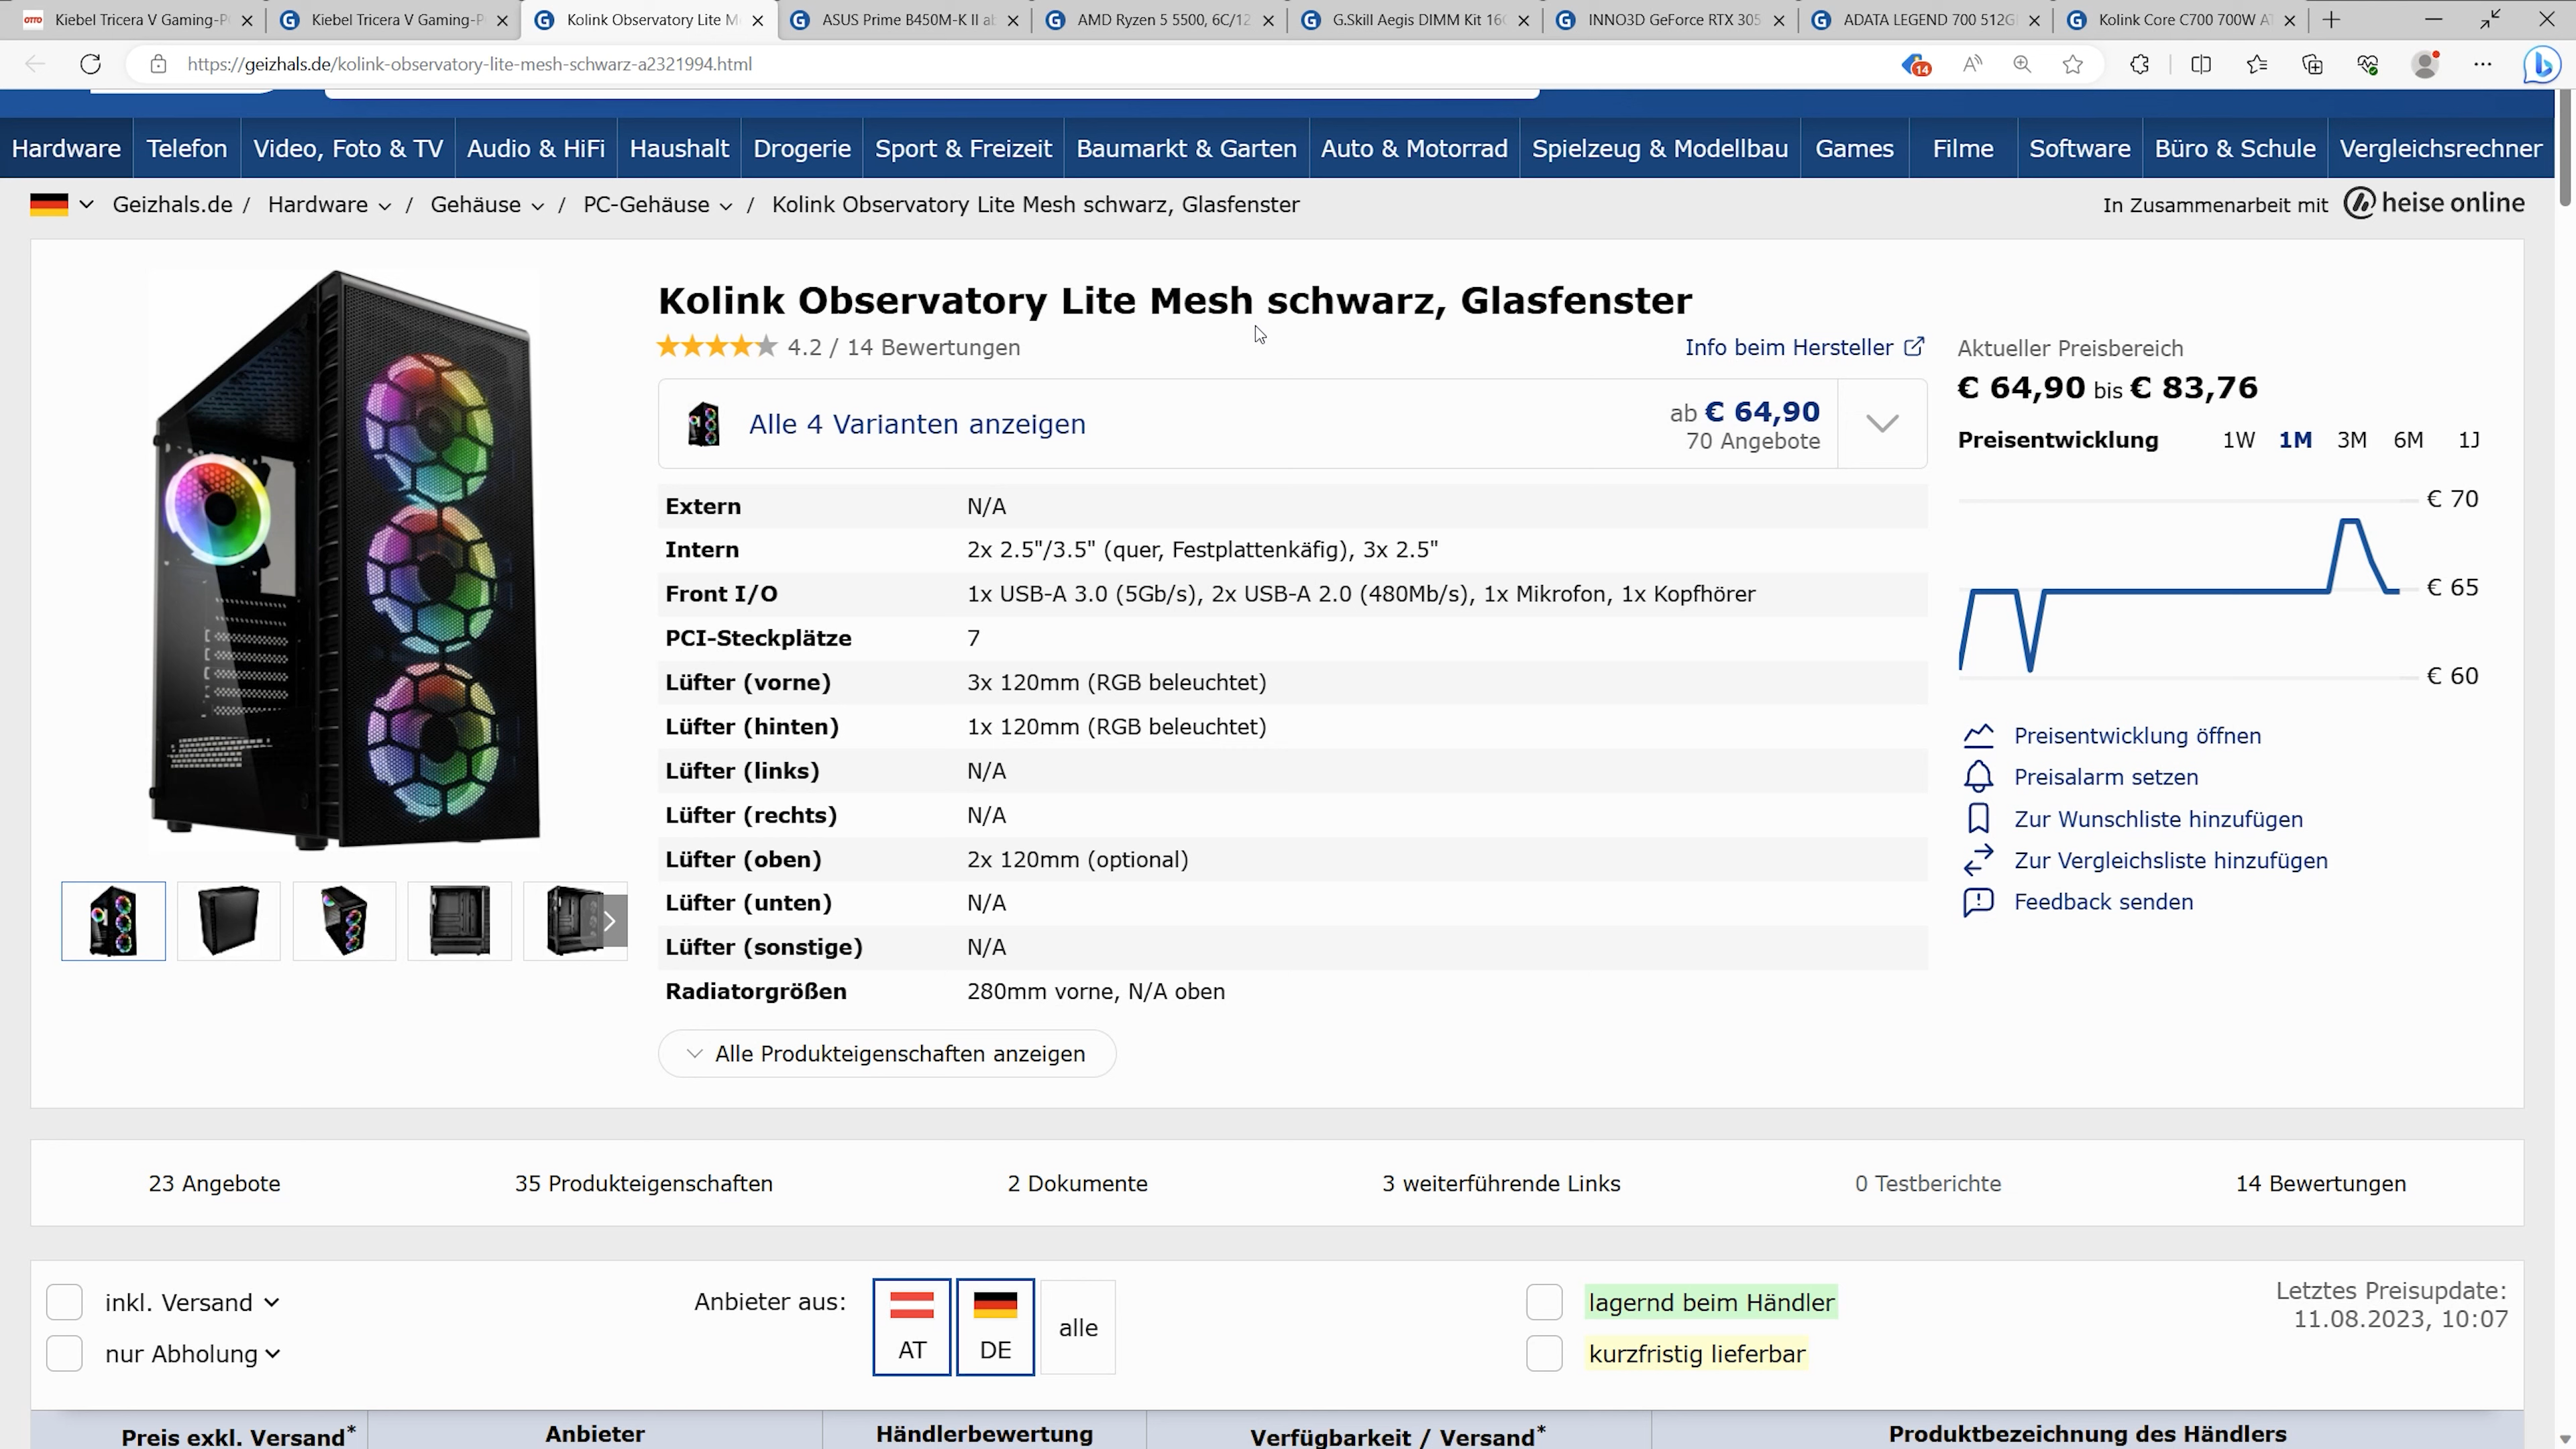 OTTO Kiebel Tricera V Gaming-P
Kiebel Tricera V Gaming-P
Kolink Observatory Lite M
ASUS Prime B450M-K II ab
AMD Ryzen 5 5500, 6C/12
G.Skill Aegis DIMM Kit 16G
INNO3D GeForce RTX 305
ADATA LEGEND 700 512G
Kolink Core C700 700W A
https://geizhals.de/kolink-observatory-lite-mesh-schwarz-a2321994.html
14
Hardware Telefon Video, Foto & TV Audio & HiFi Haushalt Drogerie Sport & Freizeit Baumarkt & Garten Auto & Motorrad Spielzeug & Modellbau Games Filme Software Büro & Schule Vergleichsrechner
Geizhals.de / Hardware / Gehäuse / PC-Gehäuse / Kolink Observatory Lite Mesh schwarz, Glasfenster
In Zusammenarbeit mit heise online
Kolink Observatory Lite Mesh schwarz, Glasfenster
4.2 / 14 Bewertungen
Info beim Hersteller
Alle 4 Varianten anzeigen
ab € 64,90
70 Angebote
Extern N/A
Intern 2x 2.5"/3.5" (quer, Festplattenkäfig), 3x 2.5"
Front I/O 1x USB-A 3.0 (5Gb/s), 2x USB-A 2.0 (480Mb/s), 1x Mikrofon, 1x Kopfhörer
PCI-Steckplätze 7
Lüfter (vorne) 3x 120mm (RGB beleuchtet)
Lüfter (hinten) 1x 120mm (RGB beleuchtet)
Lüfter (links) N/A
Lüfter (rechts) N/A
Lüfter (oben) 2x 120mm (optional)
Lüfter (unten) N/A
Lüfter (sonstige) N/A
Radiatorgrößen 280mm vorne, N/A oben
Alle Produkteigenschaften anzeigen
Aktueller Preisbereich
€ 64,90 bis € 83,76
Preisentwicklung 1W 1M 3M 6M 1J
€ 70
€ 65
€ 60
Preisentwicklung öffnen
Preisalarm setzen
Zur Wunschliste hinzufügen
Zur Vergleichsliste hinzufügen
Feedback senden
23 Angebote 35 Produkteigenschaften 2 Dokumente 3 weiterführende Links 0 Testberichte 14 Bewertungen
inkl. Versand
nur Abholung
Anbieter aus:
AT DE alle
lagernd beim Händler
kurzfristig lieferbar
Letztes Preisupdate:
11.08.2023, 10:07
Preis exkl. Versand* Anbieter Händlerbewertung Verfügbarkeit / Versand* Produktbezeichnung des Händlers